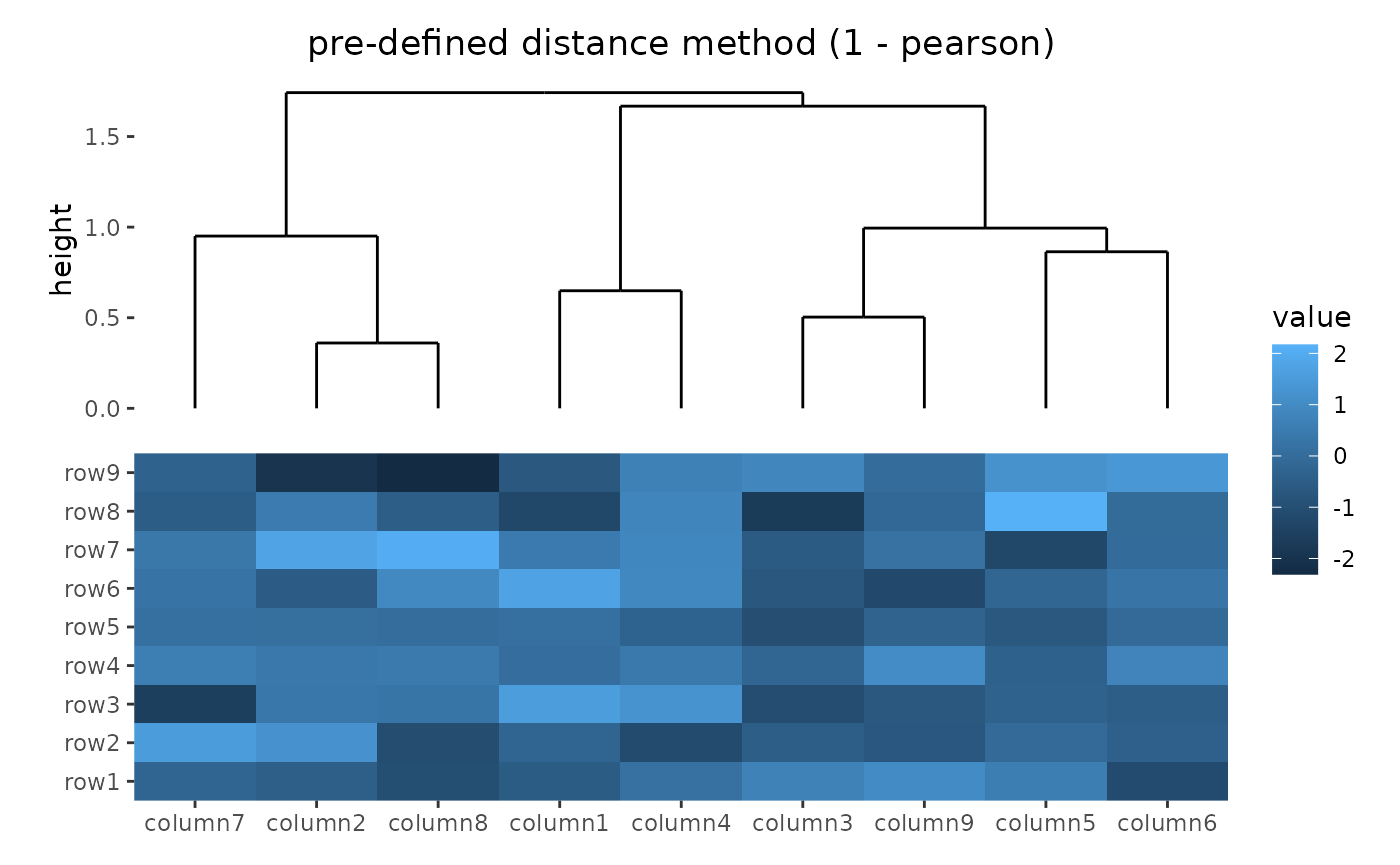 pre-defined distance method (1 - pearson)
height
1.5
1.0
0.5
0.0
value
2
1
0
-1
-2
row9
row8
row7
row6
row5
row4
row3
row2
row1
column7 column2 column8 column1 column4 column3 column9 column5 column6